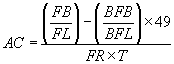 AC = ((FB/FL) − (BFB/BFL) × 49) / (FR × T)